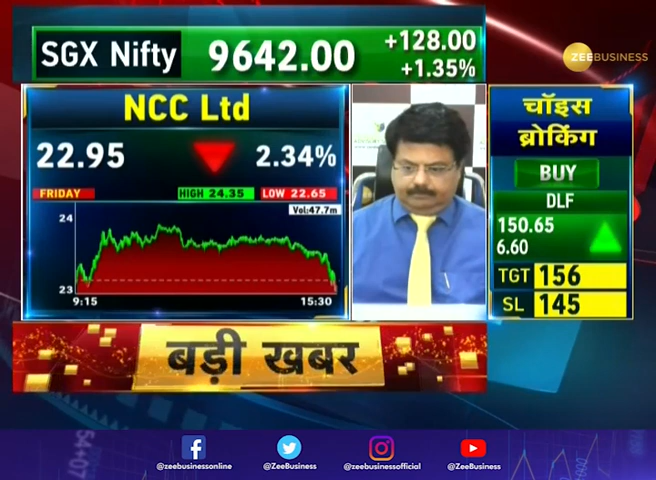 SGX Nifty 9642.00 +128.00
+1.35%
ZEEBUSINESS
NCC Ltd
22.95 2.34%
FRIDAY HIGH 24.35 LOW 22.65
Vol:47.7m
24
23
9:15 15:30
चॉइस
ब्रोकिंग
BUY
DLF
150.65
6.60
TGT 156
SL 145
बड़ी खबर
@zeebusinessonline @ZeeBusiness @zeebusinessofficial @ZeeBusiness